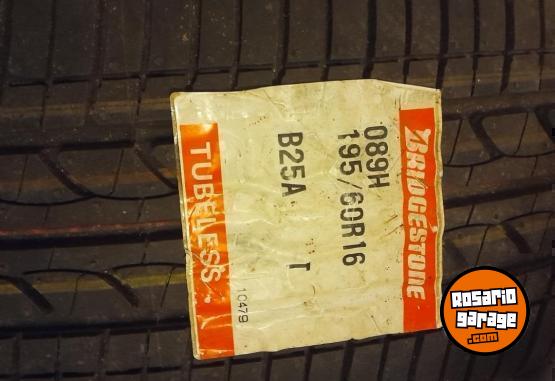 BRIDGESTONE
089H
195/60R16
B25A T
TUBELESS
10479
Rosario
garage
.com